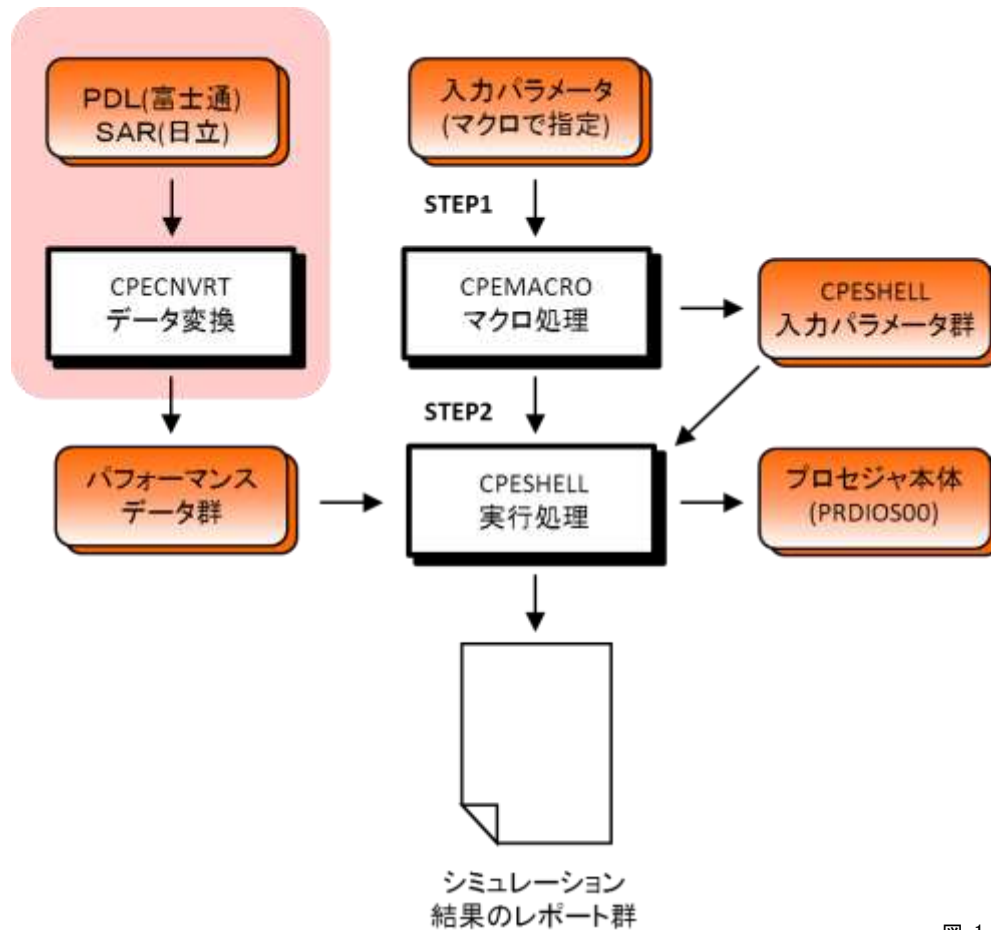 PDL(富士通)
SAR(日立)
入力パラメータ
(マクロで指定)
STEP1
CPECNVRT
データ変換
CPEMACRO
マクロ処理
CPESHELL
入力パラメータ群
STEP2
パフォーマンス
データ群
CPESHELL
実行処理
プロセジャ本体
(PRDIOS00)
シミュレーション
結果のレポート群
図 1